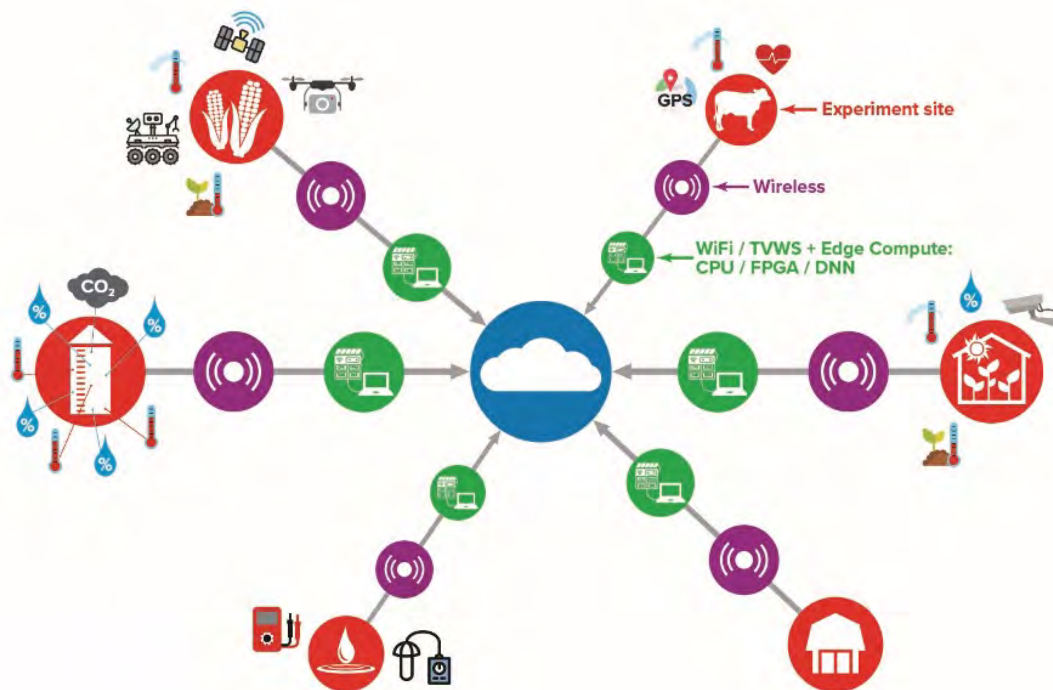 GPS
Experiment site
Wireless
WiFi / TVWS + Edge Compute:
CPU / FPGA / DNN
CO₂
%
%
%
%
%